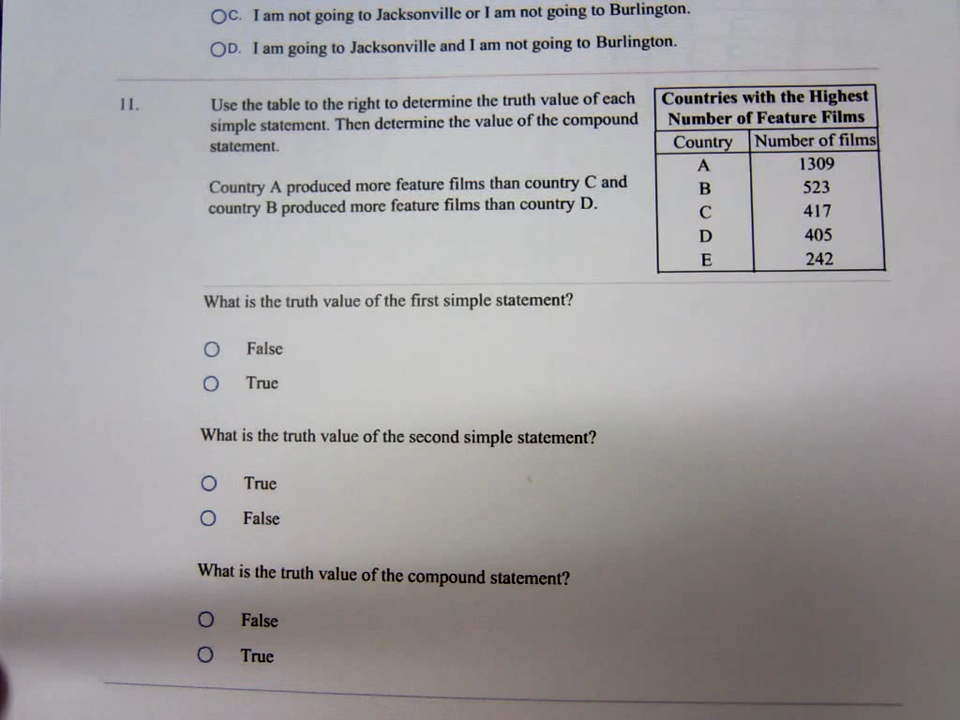 C. I am not going to Jacksonville or I am not going to Burlington.
D. I am going to Jacksonville and I am not going to Burlington.
11.
Use the table to the right to determine the truth value of each
simple statement. Then determine the value of the compound
statement.
Country A produced more feature films than country C and
country B produced more feature films than country D.
Countries with the Highest
Number of Feature Films
Country Number of films
A 1309
B 523
C 417
D 405
E 242
What is the truth value of the first simple statement?
False
True
What is the truth value of the second simple statement?
True
False
What is the truth value of the compound statement?
False
True